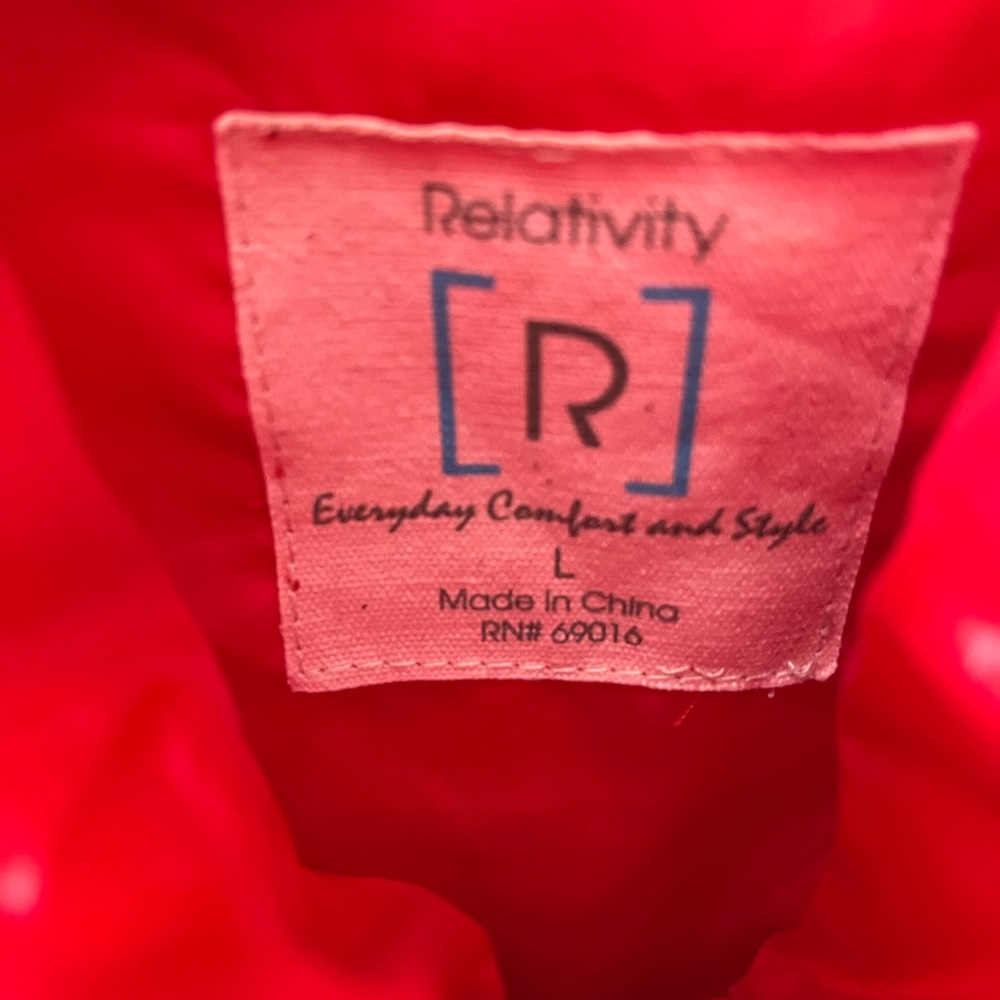 Relativity
[R]
Everyday Comfort and Style
L
Made In China
RN# 69016